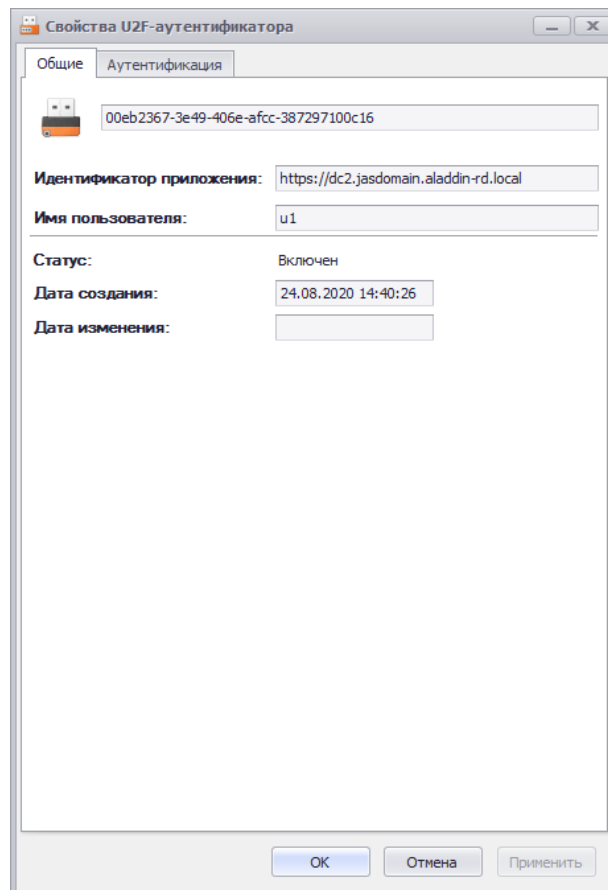 Свойства U2F-аутентификатора
Общие Аутентификация
00eb2367-3e49-406e-afcc-387297100c16
Идентификатор приложения: https://dc2.jasdomain.aladdin-rd.local
Имя пользователя: u1
Статус: Включен
Дата создания: 24.08.2020 14:40:26
Дата изменения:
ОК Отмена Применить